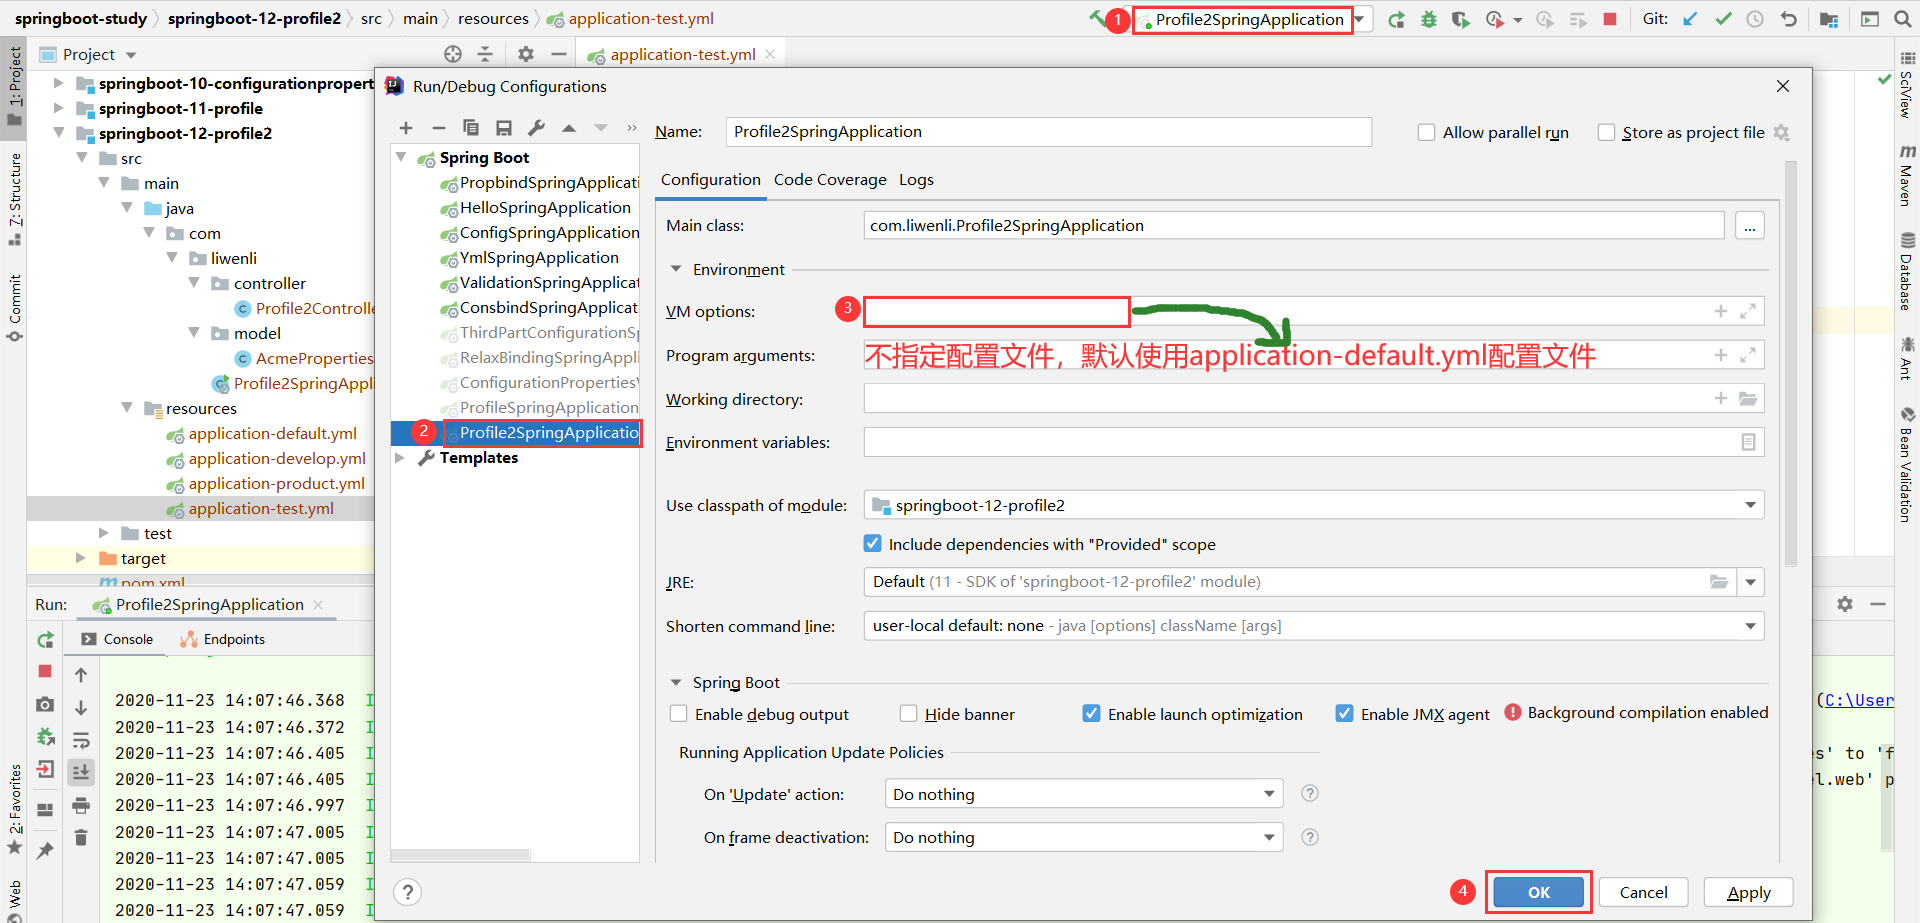 springboot-study springboot-12-profile2 src main resources application-test.yml
1 Profile2SpringApplication Git:
Project application-test.yml
1: Project
Z: Structure
Commit
2: Favorites
Web
springboot-10-configurationpropert
springboot-11-profile
springboot-12-profile2
src
main
java
com
liwenli
controller
Profile2Controlle
model
AcmeProperties
Profile2SpringAppli
resources
application-default.yml
application-develop.yml
application-product.yml
application-test.yml
test
target
pom.xml
Run/Debug Configurations
Spring Boot
PropbindSpringApplicati
HelloSpringApplication
ConfigSpringApplication
YmlSpringApplication
ValidationSpringApplicat
ConsbindSpringApplicat
ThirdPartConfigurationSp
RelaxBindingSpringAppli
ConfigurationPropertiesV
ProfileSpringApplication
2 Profile2SpringApplicatio
Templates
Name: Profile2SpringApplication Allow parallel run Store as project file
Configuration Code Coverage Logs
Main class: com.liwenli.Profile2SpringApplication ...
Environment
VM options: 3
Program arguments: 不指定配置文件，默认使用application-default.yml配置文件
Working directory:
Environment variables:
Use classpath of module: springboot-12-profile2
Include dependencies with "Provided" scope
JRE: Default (11 - SDK of 'springboot-12-profile2' module)
Shorten command line: user-local default: none - java [options] className [args]
Spring Boot
Enable debug output Hide banner Enable launch optimization Enable JMX agent Background compilation enabled
Running Application Update Policies
On 'Update' action: Do nothing ?
On frame deactivation: Do nothing ?
? 4 OK Cancel Apply
SciView
Maven
Database
Ant
Bean Validation
Run: Profile2SpringApplication
Console Endpoints
2020-11-23 14:07:46.368 I (C:\User
2020-11-23 14:07:46.372 I
2020-11-23 14:07:46.405 I s' to 'f
2020-11-23 14:07:46.405 I l.web' p
2020-11-23 14:07:46.997 I
2020-11-23 14:07:47.005 I
2020-11-23 14:07:47.005 I
2020-11-23 14:07:47.059 I
2020-11-23 14:07:47.059 I